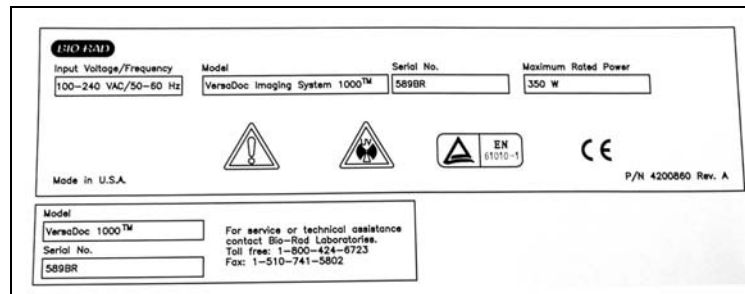 BIO-RAD
Input Voltage/Frequency Model Serial No. Maximum Rated Power
100-240 VAC/50-60 Hz VersaDoc Imaging System 1000™ 589BR 350 W
UV
EN
61010-1
CE
Made in U.S.A. P/N 4200860 Rev. A
Model
VersaDoc 1000™
Serial No.
589BR
For service or technical assistance
contact Bio-Rad Laboratories.
Toll free: 1-800-424-6723
Fax: 1-510-741-5802